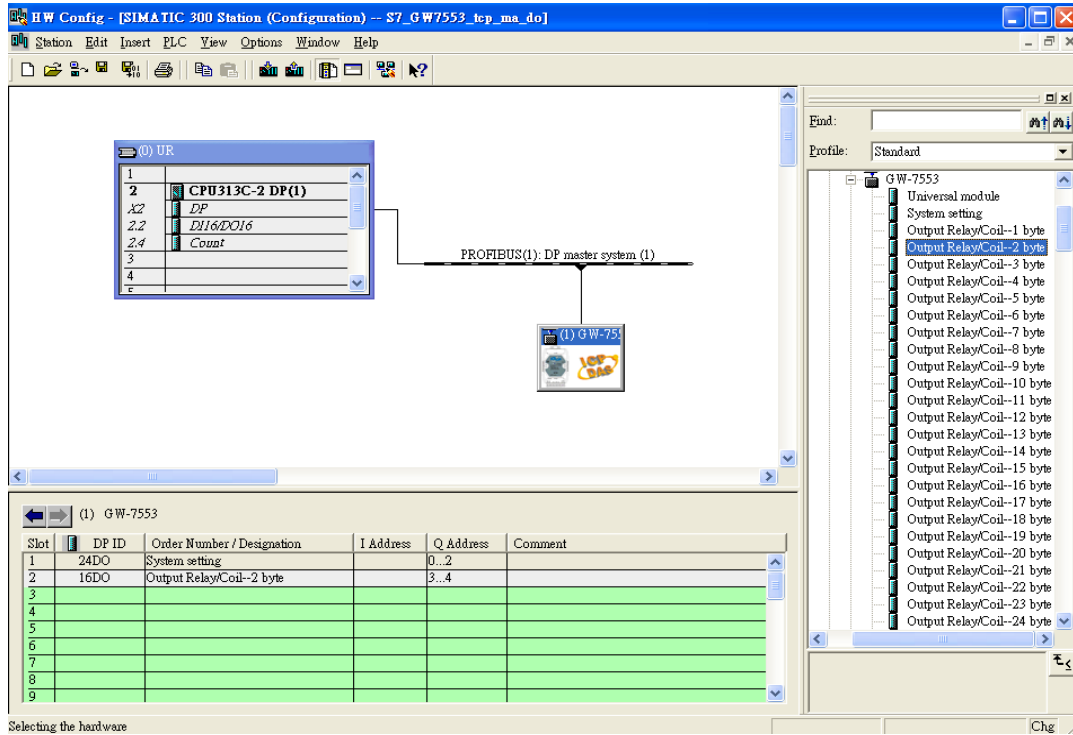 HW Config - [SIMATIC 300 Station (Configuration) -- S7_GW7553_tcp_ma_do]
Station Edit Insert PLC View Options Window Help
(0) UR
1
2 CPU313C-2 DP(1)
X2 DP
2.2 DI16/DO16
2.4 Count
3
4
PROFIBUS(1): DP master system (1)
(1) GW-75
ICP
DAS
Find:
Profile: Standard
GW-7553
Universal module
System setting
Output Relay/Coil--1 byte
Output Relay/Coil--2 byte
Output Relay/Coil--3 byte
Output Relay/Coil--4 byte
Output Relay/Coil--5 byte
Output Relay/Coil--6 byte
Output Relay/Coil--7 byte
Output Relay/Coil--8 byte
Output Relay/Coil--9 byte
Output Relay/Coil--10 byte
Output Relay/Coil--11 byte
Output Relay/Coil--12 byte
Output Relay/Coil--13 byte
Output Relay/Coil--14 byte
Output Relay/Coil--15 byte
Output Relay/Coil--16 byte
Output Relay/Coil--17 byte
Output Relay/Coil--18 byte
Output Relay/Coil--19 byte
Output Relay/Coil--20 byte
Output Relay/Coil--21 byte
Output Relay/Coil--22 byte
Output Relay/Coil--23 byte
Output Relay/Coil--24 byte
(1) GW-7553
Slot DP ID Order Number / Designation I Address Q Address Comment
1 24DO System setting 0...2
2 16DO Output Relay/Coil--2 byte 3...4
3
4
5
6
7
8
9
Selecting the hardware
Chg